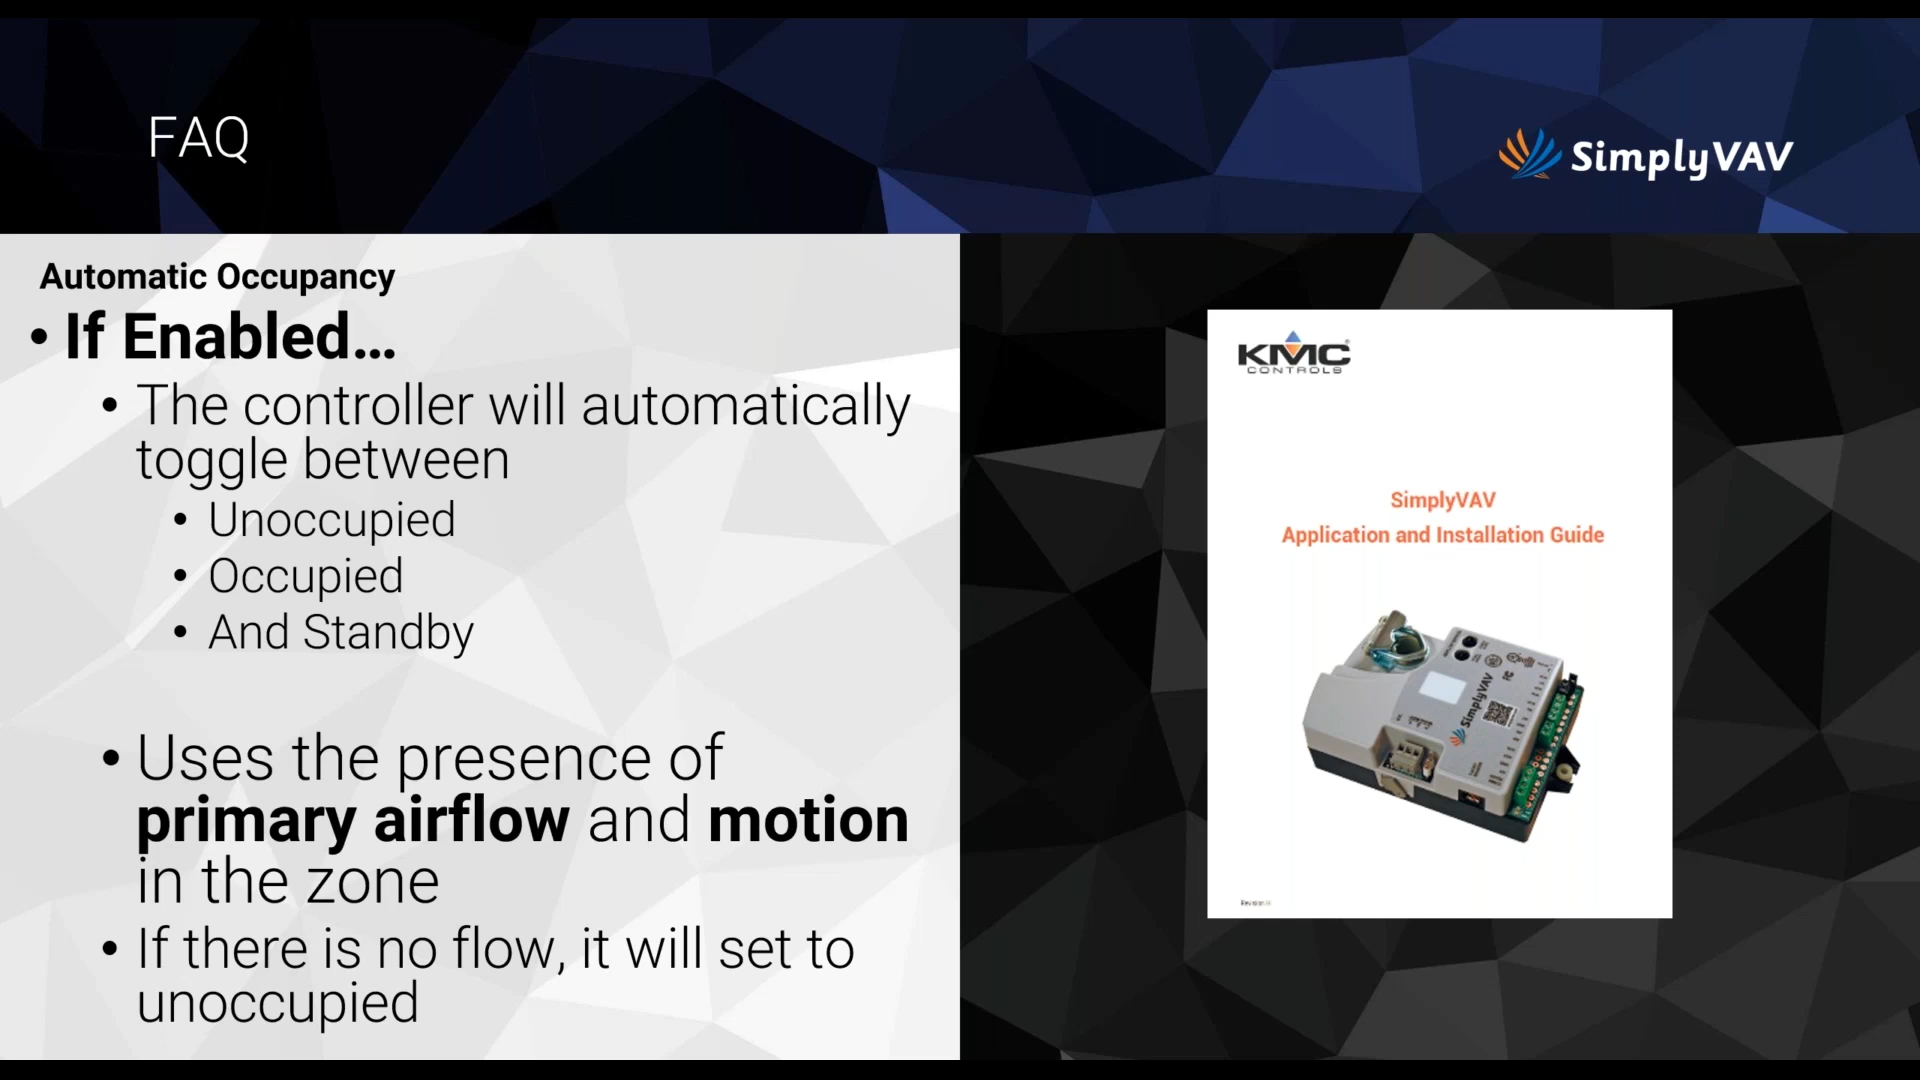 FAQ
SimplyVAV
Automatic Occupancy
• If Enabled...
• The controller will automatically
toggle between
• Unoccupied
• Occupied
• And Standby
• Uses the presence of
primary airflow and motion
in the zone
• If there is no flow, it will set to
unoccupied
KMC
CONTROLS
SimplyVAV
Application and Installation Guide
SimplyVAV
FC
Revision